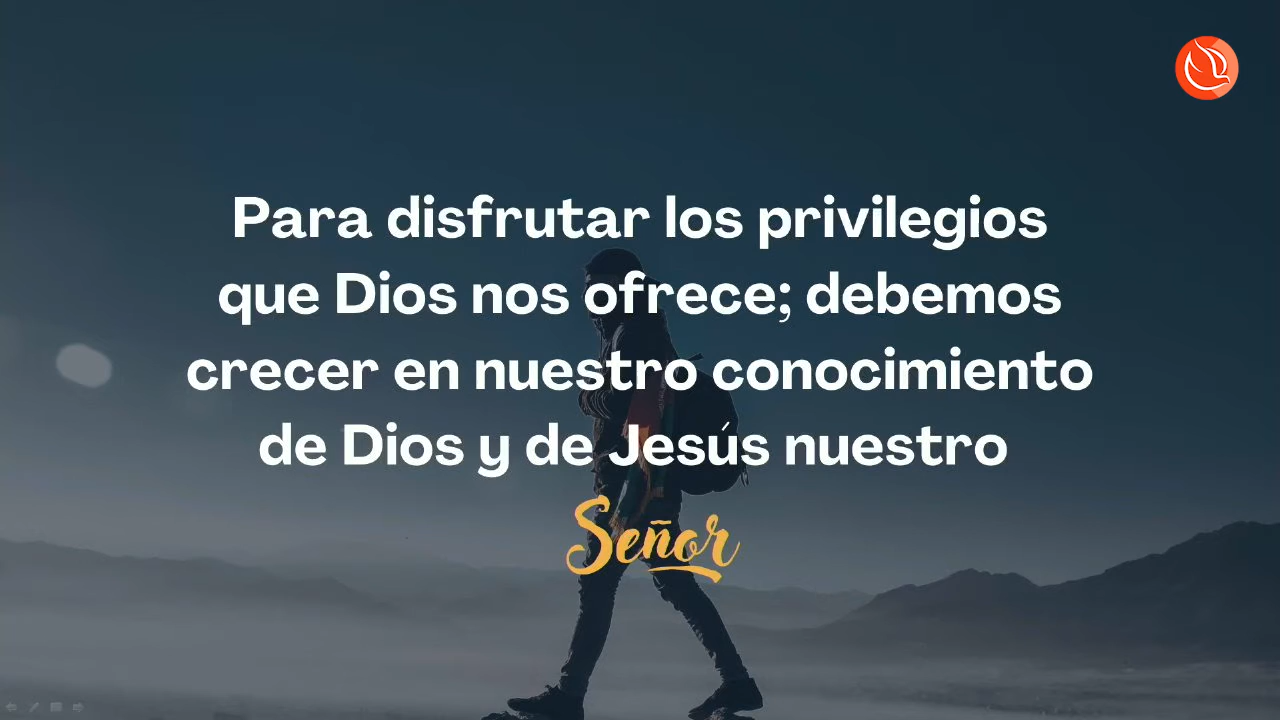 Para disfrutar los privilegios
que Dios nos ofrece; debemos
crecer en nuestro conocimiento
de Dios y de Jesús nuestro
Señor